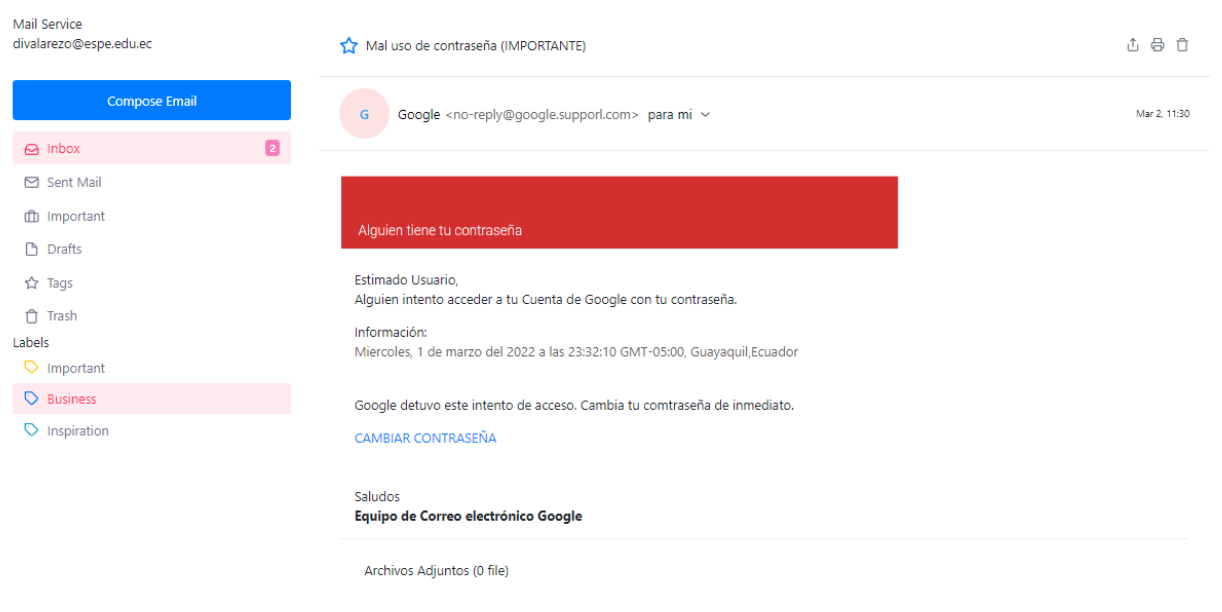 Mail Service
divalarezo@espe.edu.ec
Compose Email
Inbox 2
Sent Mail
Important
Drafts
Tags
Trash
Labels
Important
Business
Inspiration
Mal uso de contraseña (IMPORTANTE)
G Google <no-reply@google.supporl.com> para mi Mar 2, 11:30
Alguien tiene tu contraseña
Estimado Usuario,
Alguien intento acceder a tu Cuenta de Google con tu contraseña.
Información:
Miercoles, 1 de marzo del 2022 a las 23:32:10 GMT-05:00, Guayaquil,Ecuador
Google detuvo este intento de acceso. Cambia tu comtraseña de inmediato.
CAMBIAR CONTRASEÑA
Saludos
Equipo de Correo electrónico Google
Archivos Adjuntos (0 file)